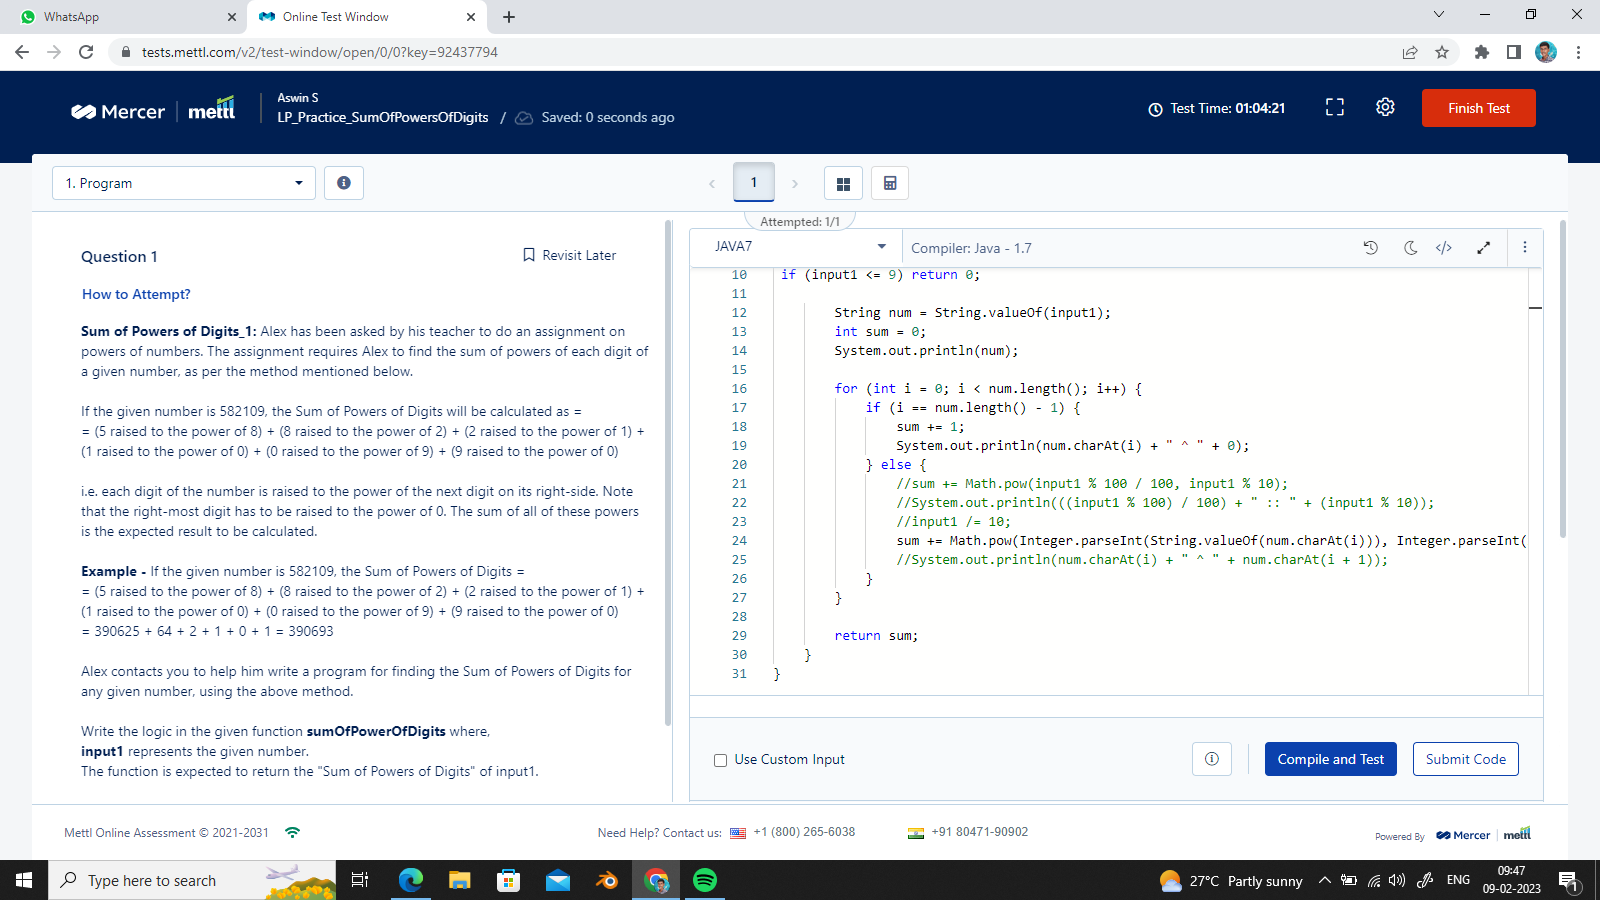 WhatsApp
Online Test Window
tests.mettl.com/v2/test-window/open/0/0?key=92437794
Mercer
mettl
Aswin S
LP_Practice_SumOfPowersOfDigits / Saved: 0 seconds ago
Test Time: 01:04:21
Finish Test
1. Program
1
Attempted: 1/1
Question 1
Revisit Later
How to Attempt?
Sum of Powers of Digits_1: Alex has been asked by his teacher to do an assignment on
powers of numbers. The assignment requires Alex to find the sum of powers of each digit of
a given number, as per the method mentioned below.
If the given number is 582109, the Sum of Powers of Digits will be calculated as =
= (5 raised to the power of 8) + (8 raised to the power of 2) + (2 raised to the power of 1) +
(1 raised to the power of 0) + (0 raised to the power of 9) + (9 raised to the power of 0)
i.e. each digit of the number is raised to the power of the next digit on its right-side. Note
that the right-most digit has to be raised to the power of 0. The sum of all of these powers
is the expected result to be calculated.
Example - If the given number is 582109, the Sum of Powers of Digits =
= (5 raised to the power of 8) + (8 raised to the power of 2) + (2 raised to the power of 1) +
(1 raised to the power of 0) + (0 raised to the power of 9) + (9 raised to the power of 0)
= 390625 + 64 + 2 + 1 + 0 + 1 = 390693
Alex contacts you to help him write a program for finding the Sum of Powers of Digits for
any given number, using the above method.
Write the logic in the given function sumOfPowerOfDigits where,
input1 represents the given number.
The function is expected to return the "Sum of Powers of Digits" of input1.
JAVA7
Compiler: Java - 1.7
10 if (input1 <= 9) return 0;
11
12 String num = String.valueOf(input1);
13 int sum = 0;
14 System.out.println(num);
15
16 for (int i = 0; i < num.length(); i++) {
17 if (i == num.length() - 1) {
18 sum += 1;
19 System.out.println(num.charAt(i) + " ^ " + 0);
20 } else {
21 //sum += Math.pow(input1 % 100 / 100, input1 % 10);
22 //System.out.println(((input1 % 100) / 100) + " :: " + (input1 % 10));
23 //input1 /= 10;
24 sum += Math.pow(Integer.parseInt(String.valueOf(num.charAt(i))), Integer.parseInt(
25 //System.out.println(num.charAt(i) + " ^ " + num.charAt(i + 1));
26 }
27 }
28
29 return sum;
30 }
31 }
Use Custom Input
Compile and Test
Submit Code
Mettl Online Assessment © 2021-2031
Need Help? Contact us: +1 (800) 265-6038
+91 80471-90902
Powered By Mercer mettl
Type here to search
27°C Partly sunny
ENG
09:47
09-02-2023
1